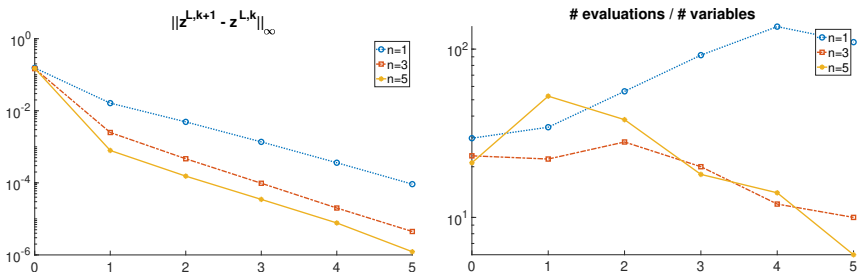 ||z^{L,k+1} - z^{L,k}||_∞
10^0
10^{-2}
10^{-4}
10^{-6}
0 1 2 3 4 5
n=1
n=3
n=5
# evaluations / # variables
10^2
10^1
0 1 2 3 4 5
n=1
n=3
n=5